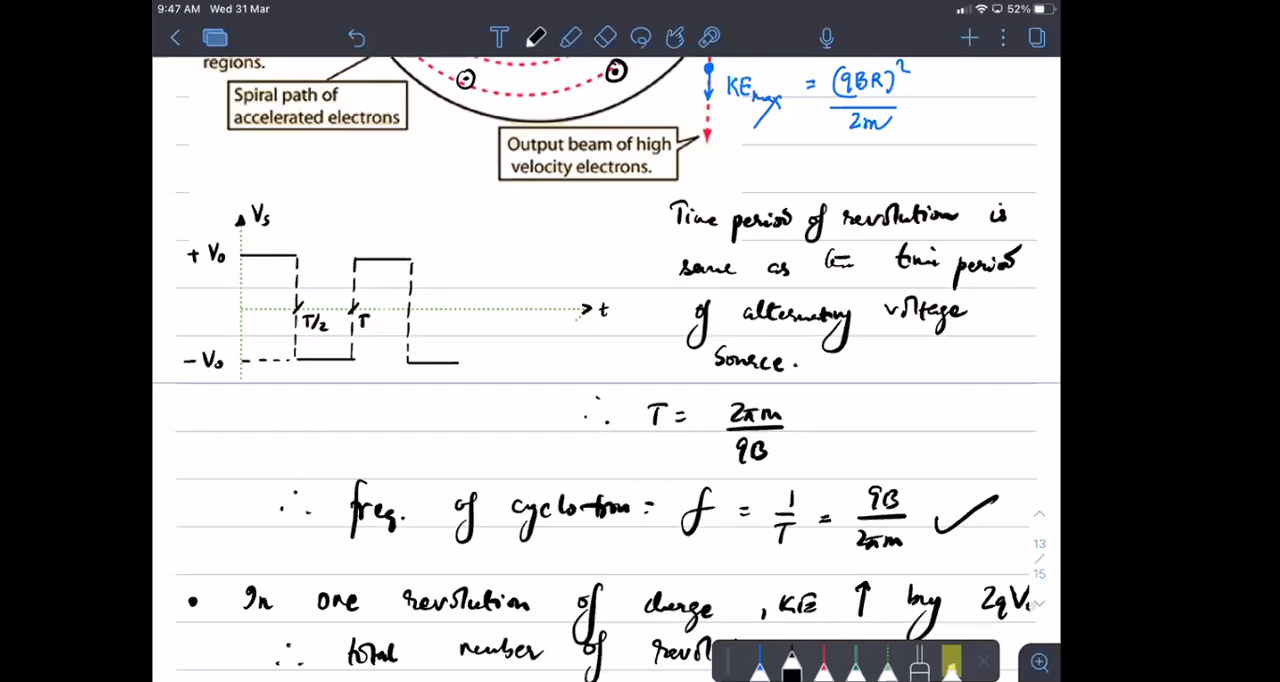 9:47 AM Wed 31 Mar
52%
regions.
Spiral path of
accelerated electrons
Output beam of high
velocity electrons.
KEmax = (qBR)²
2m
Vs
+ V₀
T/2 T
t
- V₀
Time period of revolution is
same as the time period
of alternating voltage
source.
∴ T = 2πm
qB
∴ freq. of cyclotron = f = 1/T = qB/2πm ✓
13
/
15
• In one revolution of charge, KE ↑ by 2qV₀
∴ total number of